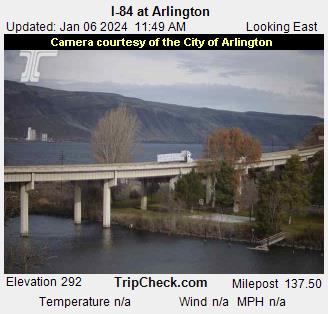 I-84 at Arlington
Updated: Jan 06 2024 11:49 AM Looking East
Camera courtesy of the City of Arlington
Elevation 292 TripCheck.com Milepost 137.50
Temperature n/a Wind n/a MPH n/a